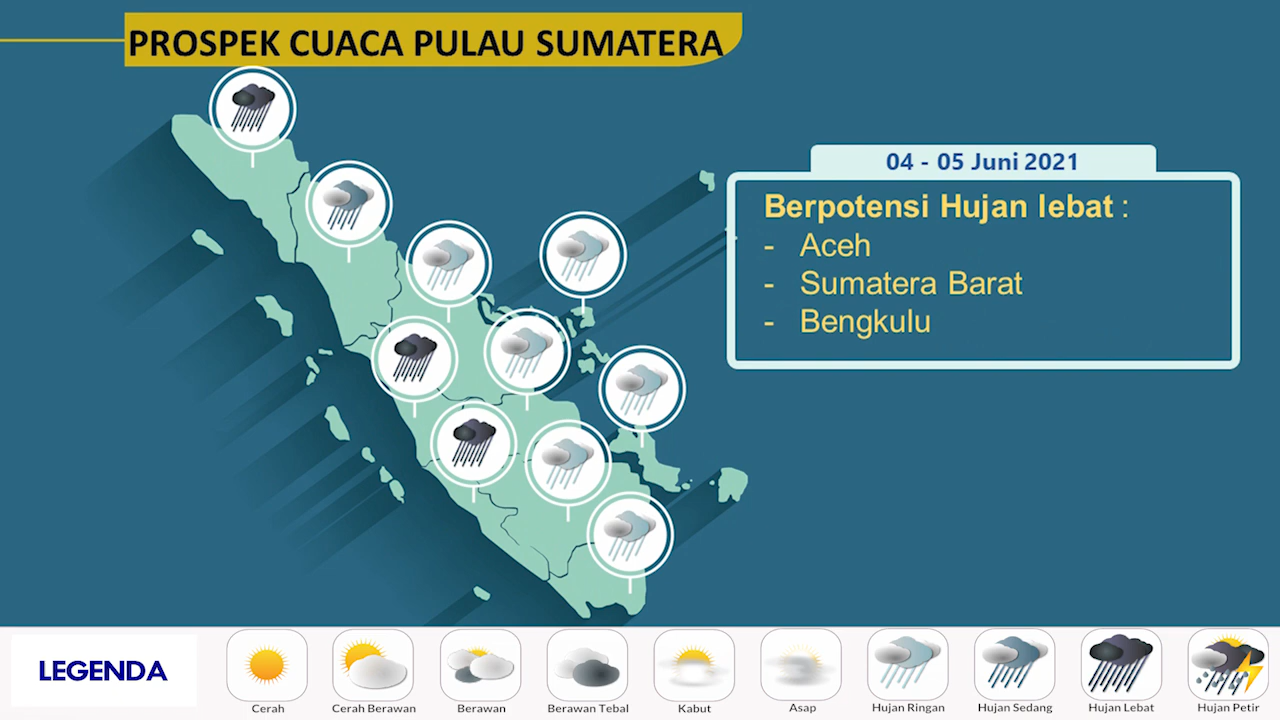 PROSPEK CUACA PULAU SUMATERA
04 - 05 Juni 2021
Berpotensi Hujan lebat :
- Aceh
- Sumatera Barat
- Bengkulu
LEGENDA
Cerah
Cerah Berawan
Berawan
Berawan Tebal
Kabut
Asap
Hujan Ringan
Hujan Sedang
Hujan Lebat
Hujan Petir